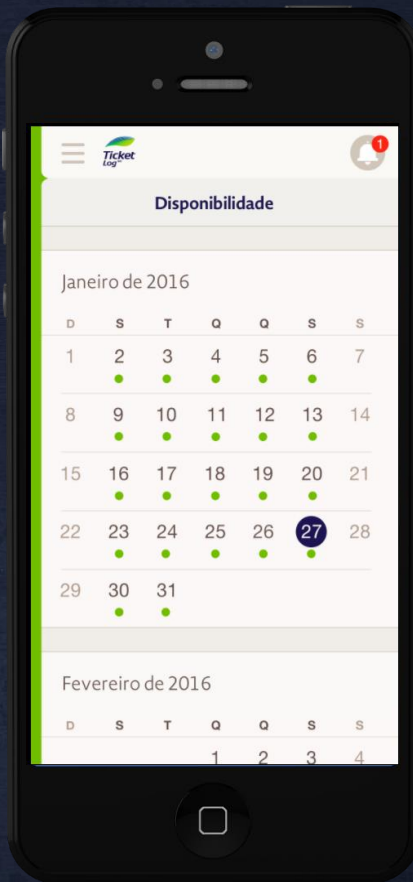 Ticket
Log
1
Disponibilidade
Janeiro de 2016
D S T Q Q S S
1 2 3 4 5 6 7
8 9 10 11 12 13 14
15 16 17 18 19 20 21
22 23 24 25 26 27 28
29 30 31
Fevereiro de 2016
D S T Q Q S S
1 2 3 4